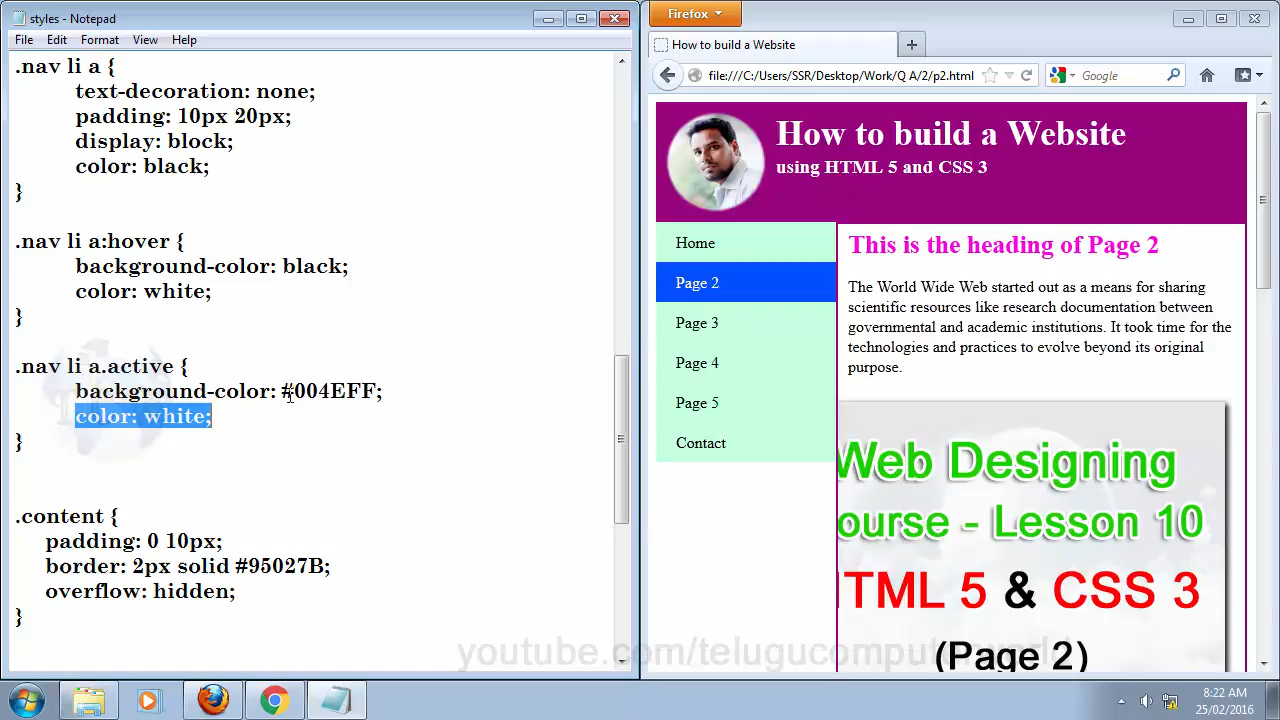 styles - Notepad
File Edit Format View Help
.nav li a {
text-decoration: none;
padding: 10px 20px;
display: block;
color: black;
}
.nav li a:hover {
background-color: black;
color: white;
}
.nav li a.active {
background-color: #004EFF;
color: white;
}
.content {
padding: 0 10px;
border: 2px solid #95027B;
overflow: hidden;
}
Firefox
How to build a Website
file:///C:/Users/SSR/Desktop/Work/Q A/2/p2.html
Google
How to build a Website
using HTML 5 and CSS 3
Home
Page 2
Page 3
Page 4
Page 5
Contact
This is the heading of Page 2
The World Wide Web started out as a means for sharing
scientific resources like research documentation between
governmental and academic institutions. It took time for the
technologies and practices to evolve beyond its original
purpose.
Web Designing
ourse - Lesson 10
TML 5 & CSS 3
(Page 2)
8:22 AM
25/02/2016